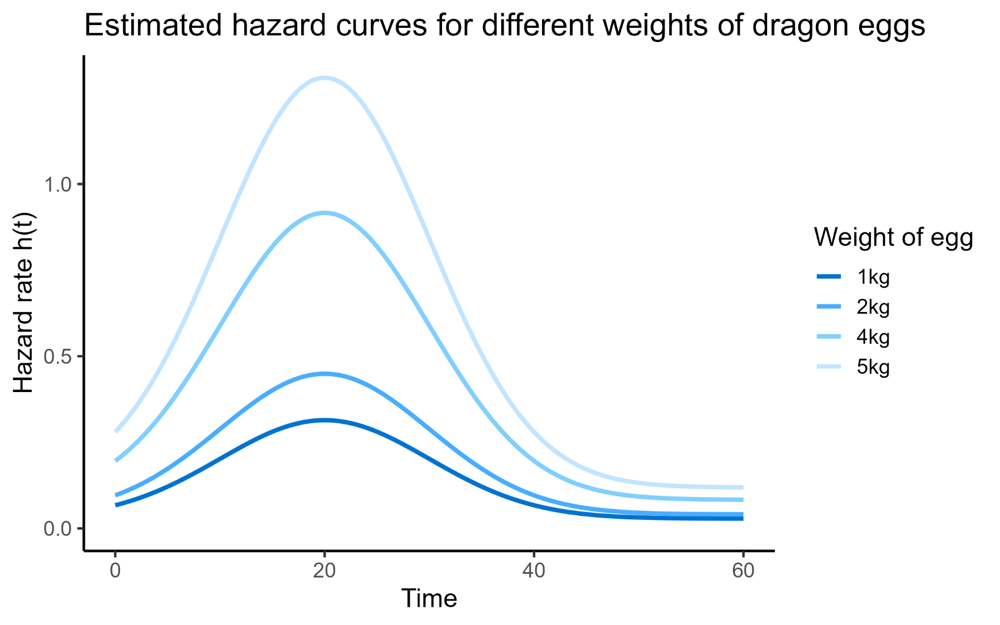 Estimated hazard curves for different weights of dragon eggs
Hazard rate h(t)
1.0
0.5
0.0
0
20
40
60
Time
Weight of egg
1kg
2kg
4kg
5kg